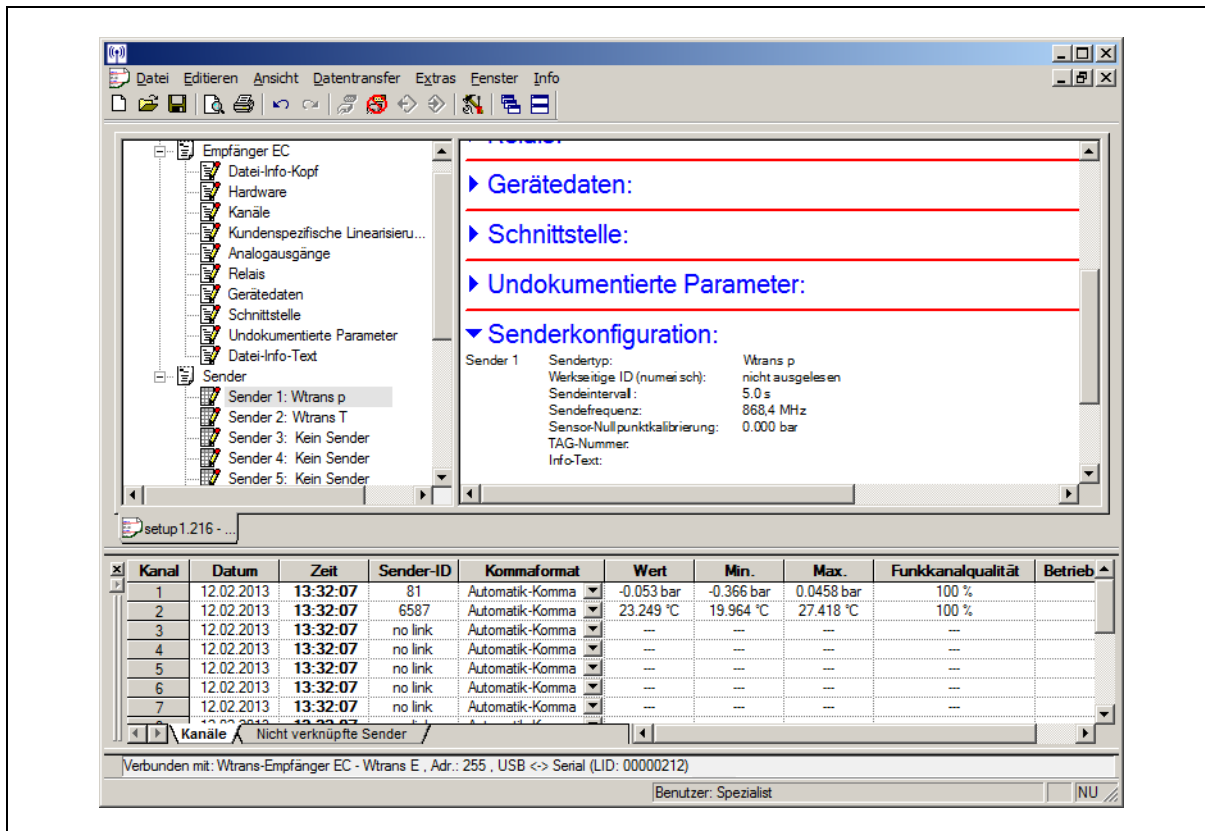 Datei Editieren Ansicht Datentransfer Extras Fenster Info
Empfänger EC
Datei-Info-Kopf
Hardware
Kanäle
Kundenspezifische Linearisieru...
Analogausgänge
Relais
Gerätedaten
Schnittstelle
Undokumentierte Parameter
Datei-Info-Text
Sender
Sender 1: Wtrans p
Sender 2: Wtrans T
Sender 3: Kein Sender
Sender 4: Kein Sender
Sender 5: Kein Sender
Gerätedaten:
Schnittstelle:
Undokumentierte Parameter:
Senderkonfiguration:
Sender 1 Sendertyp: Wtrans p
Werkseitige ID (numerisch): nicht ausgelesen
Sendeintervall: 5.0 s
Sendefrequenz: 868,4 MHz
Sensor-Nullpunktkalibrierung: 0.000 bar
TAG-Nummer:
Info-Text:
setup1.216 - ...
Kanal Datum Zeit Sender-ID Kommaformat Wert Min. Max. Funkkanalqualität Betrieb
1 12.02.2013 13:32:07 81 Automatik-Komma -0.053 bar -0.366 bar 0.0458 bar 100 %
2 12.02.2013 13:32:07 6587 Automatik-Komma 23.249 °C 19.964 °C 27.418 °C 100 %
3 12.02.2013 13:32:07 no link Automatik-Komma --- --- --- ---
4 12.02.2013 13:32:07 no link Automatik-Komma --- --- --- ---
5 12.02.2013 13:32:07 no link Automatik-Komma --- --- --- ---
6 12.02.2013 13:32:07 no link Automatik-Komma --- --- --- ---
7 12.02.2013 13:32:07 no link Automatik-Komma --- --- --- ---
Kanäle Nicht verknüpfte Sender
Verbunden mit: Wtrans-Empfänger EC - Wtrans E , Adr.: 255 , USB <-> Serial (LID: 00000212)
Benutzer: Spezialist NU